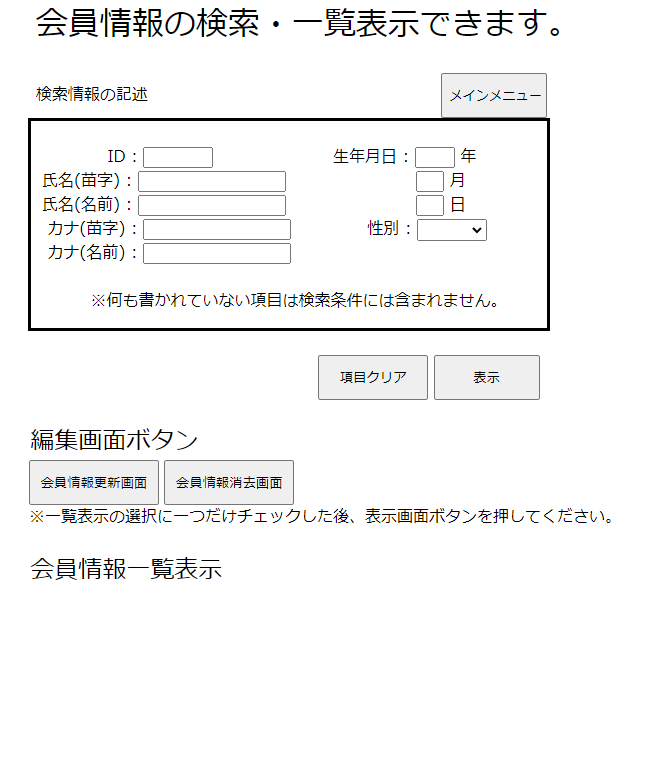 会員情報の検索・一覧表示できます。
検索情報の記述
メインメニュー
ID： 生年月日： 年
氏名(苗字)： 月
氏名(名前)： 日
カナ(苗字)： 性別：
カナ(名前)：
※何も書かれていない項目は検索条件には含まれません。
項目クリア 表示
編集画面ボタン
会員情報更新画面 会員情報消去画面
※一覧表示の選択に一つだけチェックした後、表示画面ボタンを押してください。
会員情報一覧表示